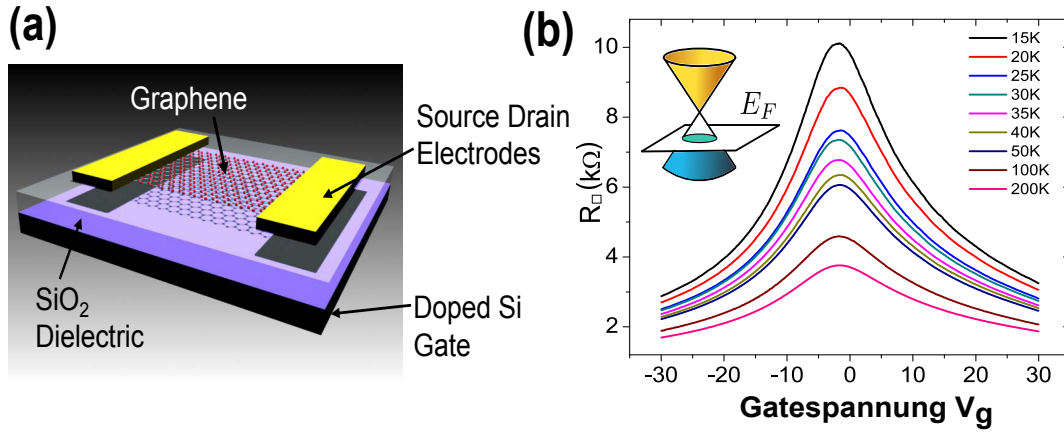 (a)
Graphene
Source Drain
Electrodes
SiO₂
Dielectric
Doped Si
Gate
(b)
R□ (kΩ)
10
8
6
4
2
E_F
15K
20K
25K
30K
35K
40K
50K
100K
200K
-30 -20 -10 0 10 20 30
Gatespannung Vg